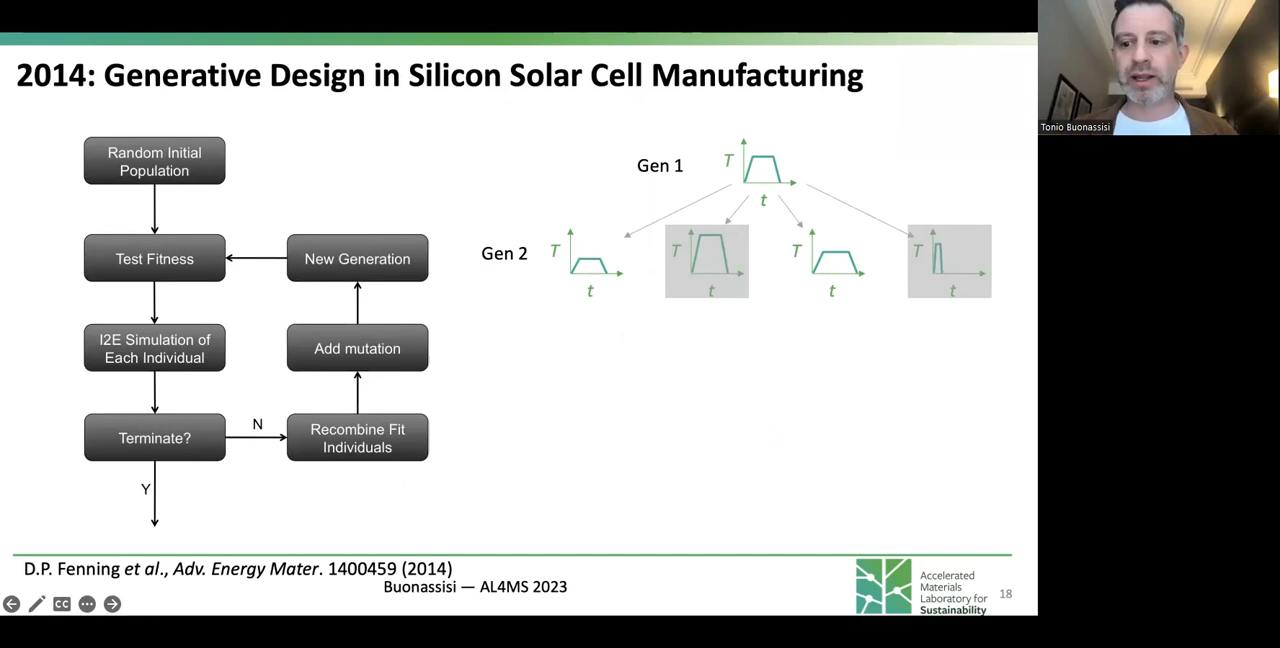 2014: Generative Design in Silicon Solar Cell Manufacturing
Tonio Buonassisi
Random Initial
Population
Test Fitness
New Generation
I2E Simulation of
Each Individual
Add mutation
Terminate?
N
Recombine Fit
Individuals
Y
Gen 1
T
t
Gen 2
T
t
T
t
T
t
T
t
D.P. Fenning et al., Adv. Energy Mater. 1400459 (2014)
Buonassisi — AL4MS 2023
Accelerated
Materials
Laboratory for
Sustainability
18
CC